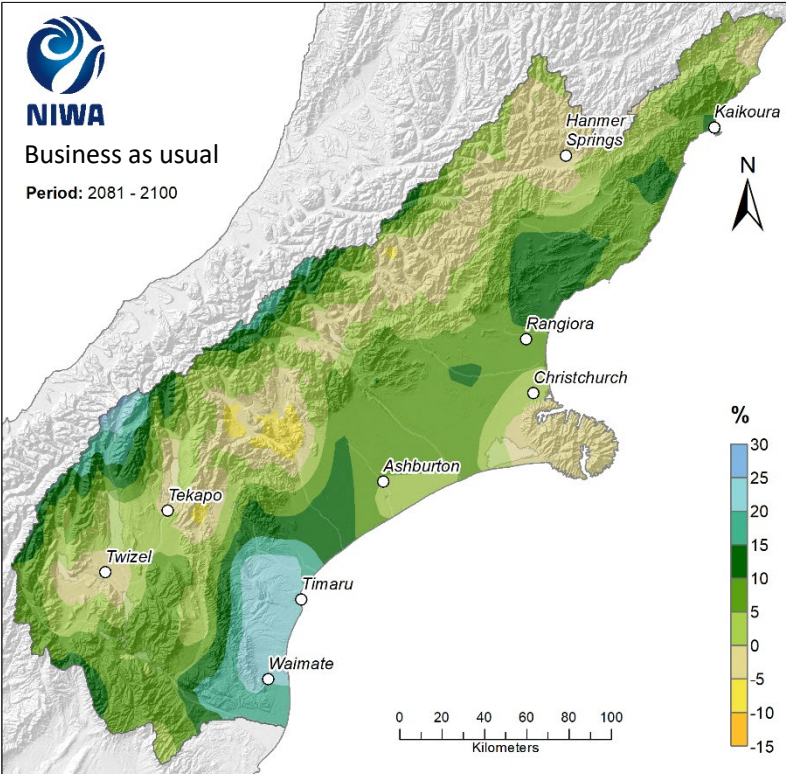 NIWA
Business as usual
Period: 2081 - 2100
Hanmer
Springs
Kaikoura
N
Rangiora
Christchurch
Ashburton
Tekapo
Twizel
Timaru
Waimate
%
30
25
20
15
10
5
0
-5
-10
-15
0 20 40 60 80 100
Kilometers